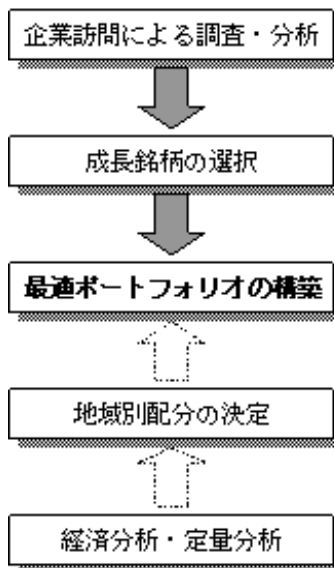 企業訪問による調査・分析
成長銘柄の選択
最適ポートフォリオの構築
地域別配分の決定
経済分析・定量分析